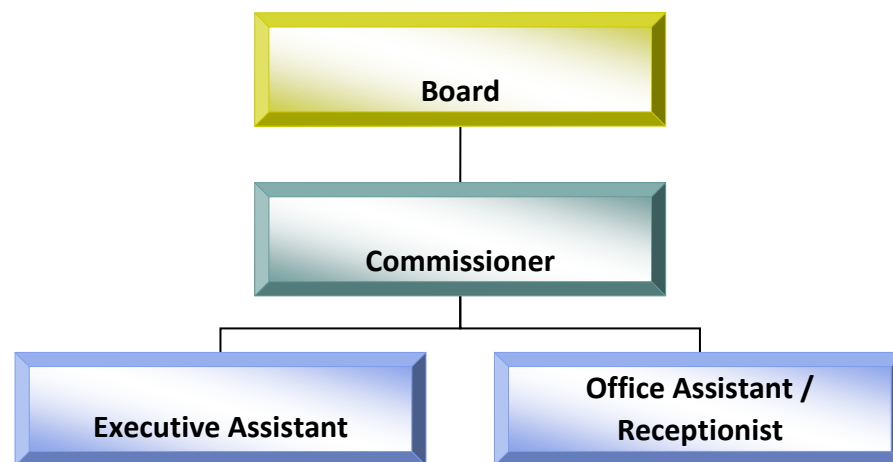 Board
Commissioner
Executive Assistant
Office Assistant /
Receptionist